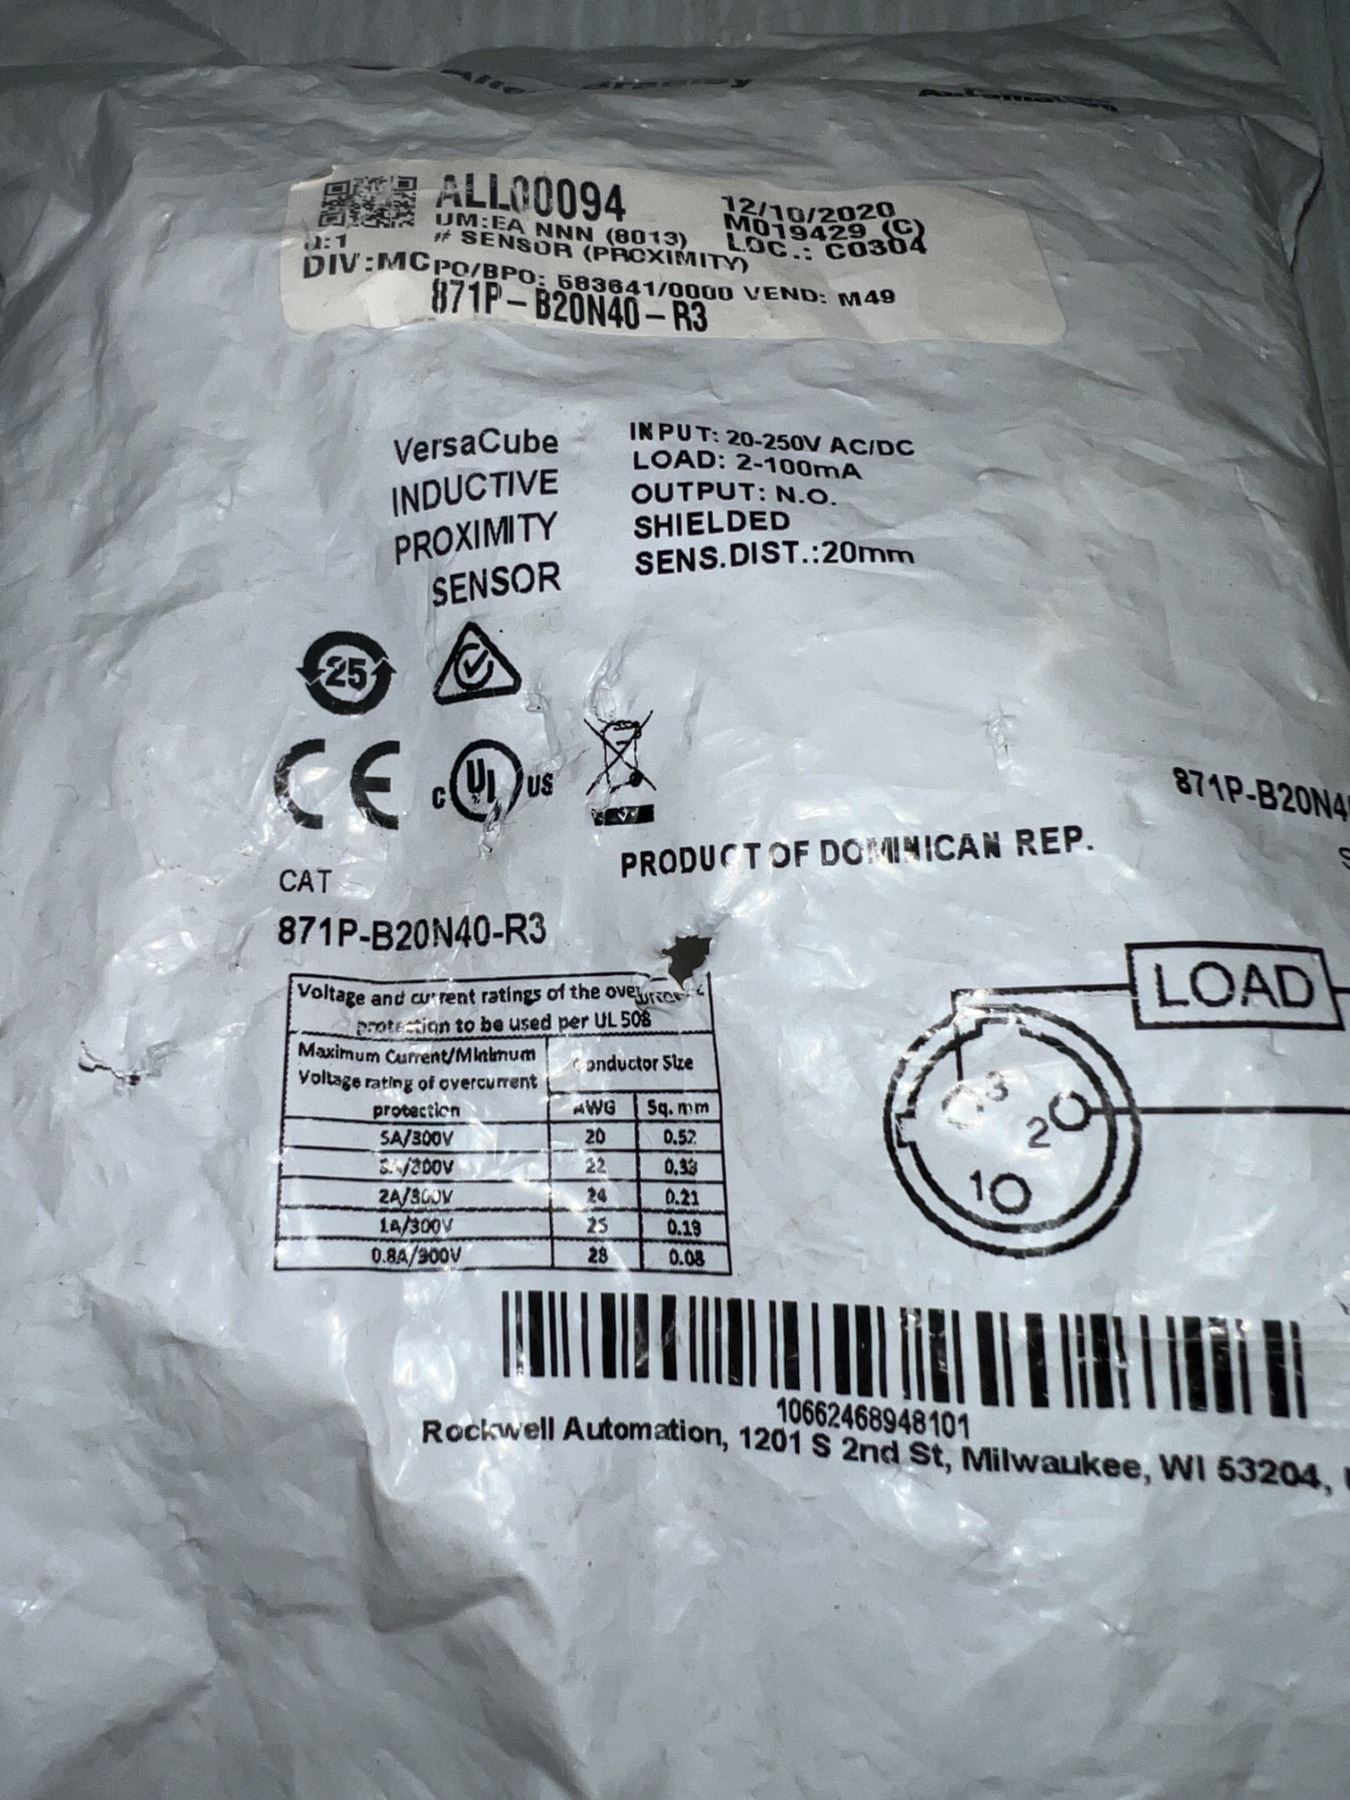 Allen-Bradley
Automation
ALL00094
12/10/2020
UM:EA NNN (8013)
M019429 (C)
Q:1
# SENSOR (PROXIMITY)
LOC.: C0304
DIV:MC
PO/BPO: 583641/0000 VEND: M49
871P-B20N40-R3
VersaCube
INDUCTIVE
PROXIMITY
SENSOR
INPUT: 20-250V AC/DC
LOAD: 2-100mA
OUTPUT: N.O.
SHIELDED
SENS.DIST.:20mm
25
CE
C UL US
871P-B20N4
PRODUCT OF DOMINICAN REP.
CAT
871P-B20N40-R3
Voltage and current ratings of the
protection to be used per UL 508
Maximum Current/Minimum
Voltage rating of overcurrent
protection
Conductor Size
AWG Sq. mm
5A/300V 20 0.52
22 0.33
2A/300V 24 0.21
1A/300V 0.13
0.8A/300V 28 0.08
LOAD
3
2
1
10662468948101
Rockwell Automation, 1201 S 2nd St, Milwaukee, WI 53204,